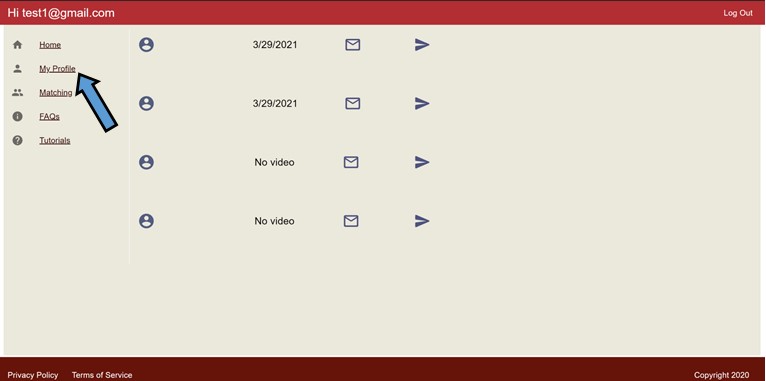 Hi test1@gmail.com
Log Out
Home
My Profile
Matching
FAQs
Tutorials
3/29/2021
3/29/2021
No video
No video
Privacy Policy Terms of Service
Copyright 2020